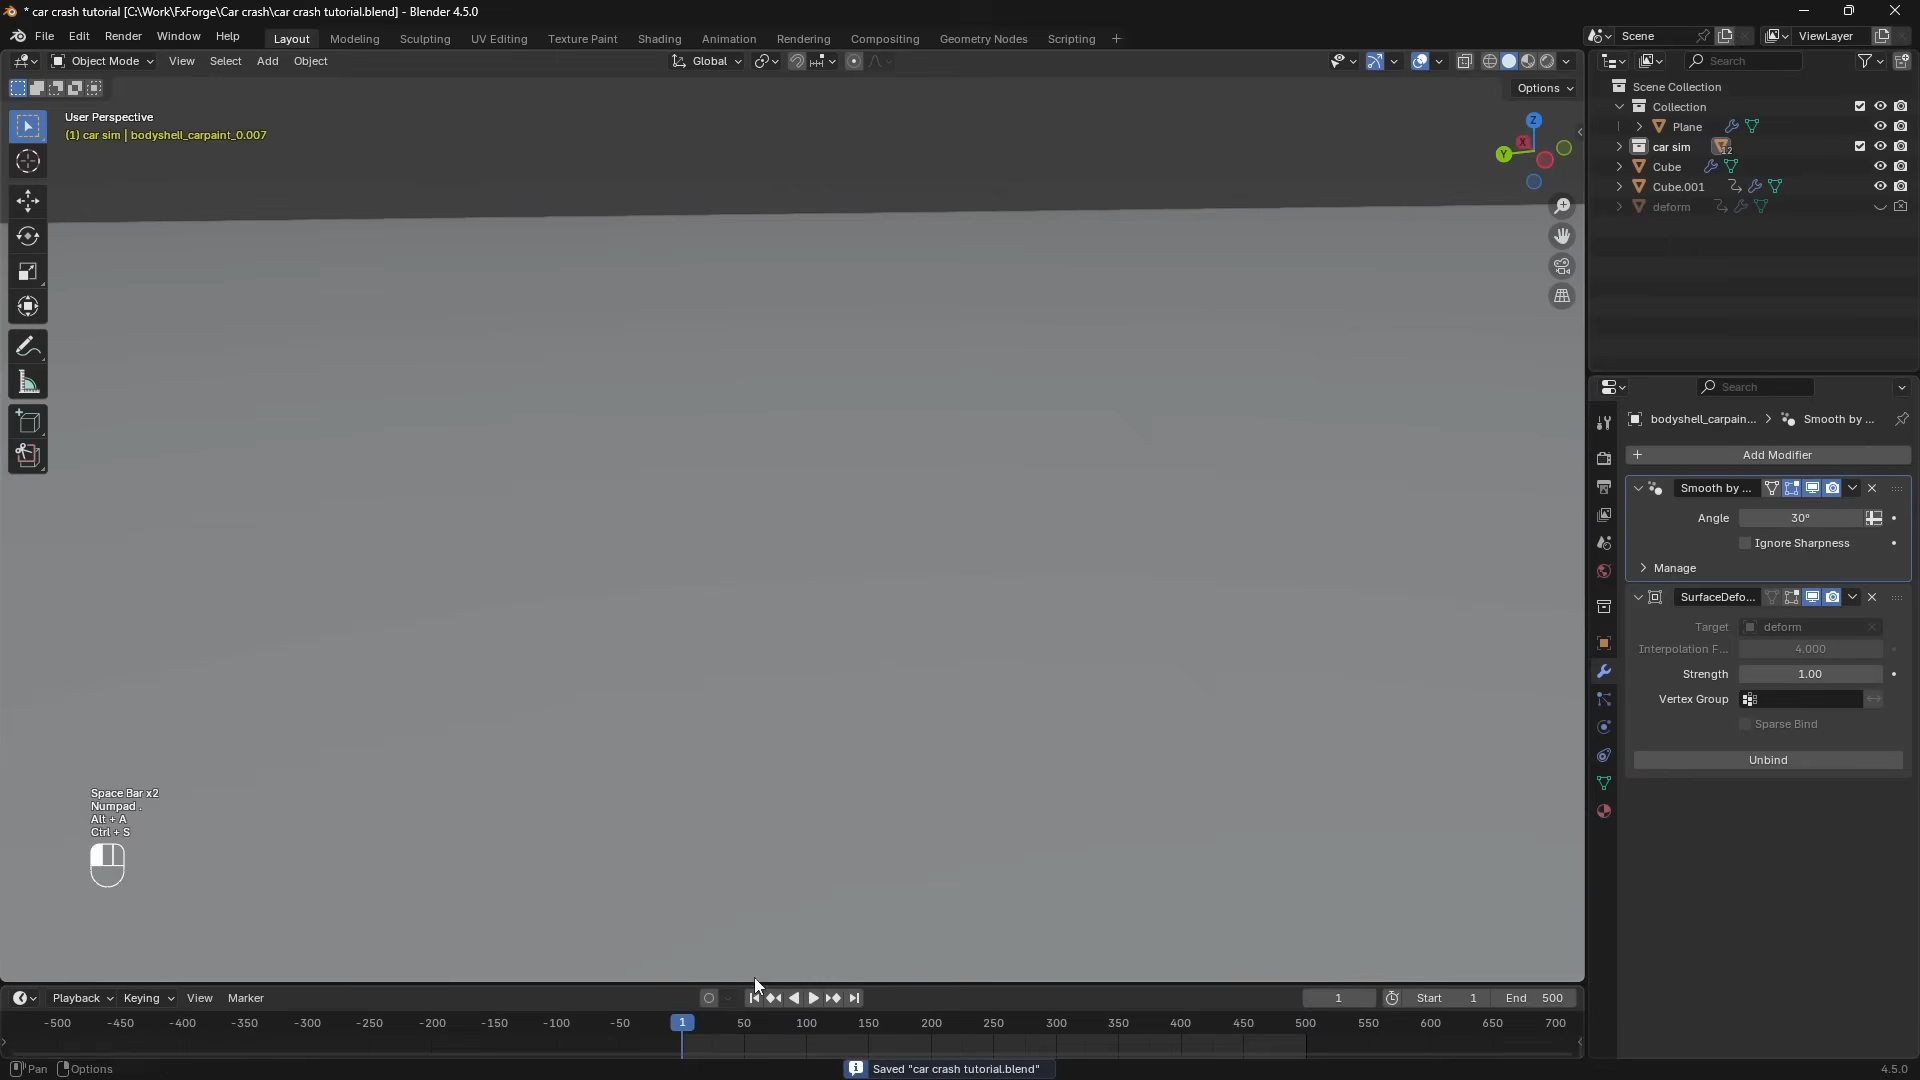 * car crash tutorial [C:\Work\FxForge\Car crash\car crash tutorial.blend] - Blender 4.5.0
File Edit Render Window Help
Layout Modeling Sculpting UV Editing Texture Paint Shading Animation Rendering Compositing Geometry Nodes Scripting +
Scene ViewLayer
Object Mode View Select Add Object
Global
Search
Options
User Perspective
(1) car sim | bodyshell_carpaint_0.007
Z
X
Y
Scene Collection
Collection
Plane
car sim 12
Cube
Cube.001
deform
Search
bodyshell_carpain... > Smooth by ...
+ Add Modifier
Smooth by ...
Angle 30°
Ignore Sharpness
Manage
SurfaceDefo...
Target deform
Interpolation F... 4.000
Strength 1.00
Vertex Group
Sparse Bind
Unbind
Space Bar x2
Numpad .
Alt + A
Ctrl + S
Playback Keying View Marker
1 Start 1 End 500
-500 -450 -400 -350 -300 -250 -200 -150 -100 -50 1 50 100 150 200 250 300 350 400 450 500 550 600 650 700
Pan Options
Saved "car crash tutorial.blend"
4.5.0